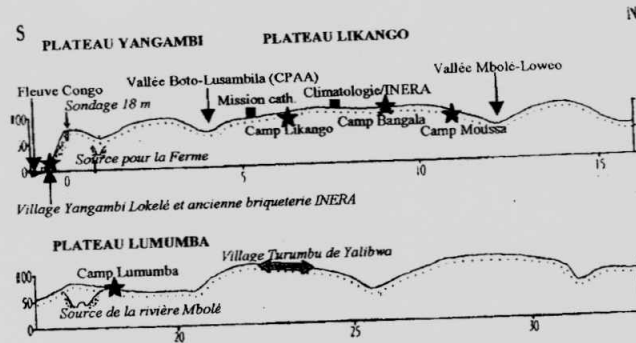 S
N
PLATEAU YANGAMBI PLATEAU LIKANGO
Fleuve Congo
Vallée Boto-Lusambila (CPAA)
Vallée Mbolé-Loweo
Sondage 18 m
Mission cath.
Climatologie/INERA
Camp Likango
Camp Bangala
Camp Moussa
100
50
0
Source pour la Ferme
0 5 10 15
Village Yangambi Lokelé et ancienne briqueterie INERA
PLATEAU LUMUMBA
Camp Lumumba
Village Turumbu de Yalibwa
100
50
0
Source de la rivière Mbolé
20 25 30